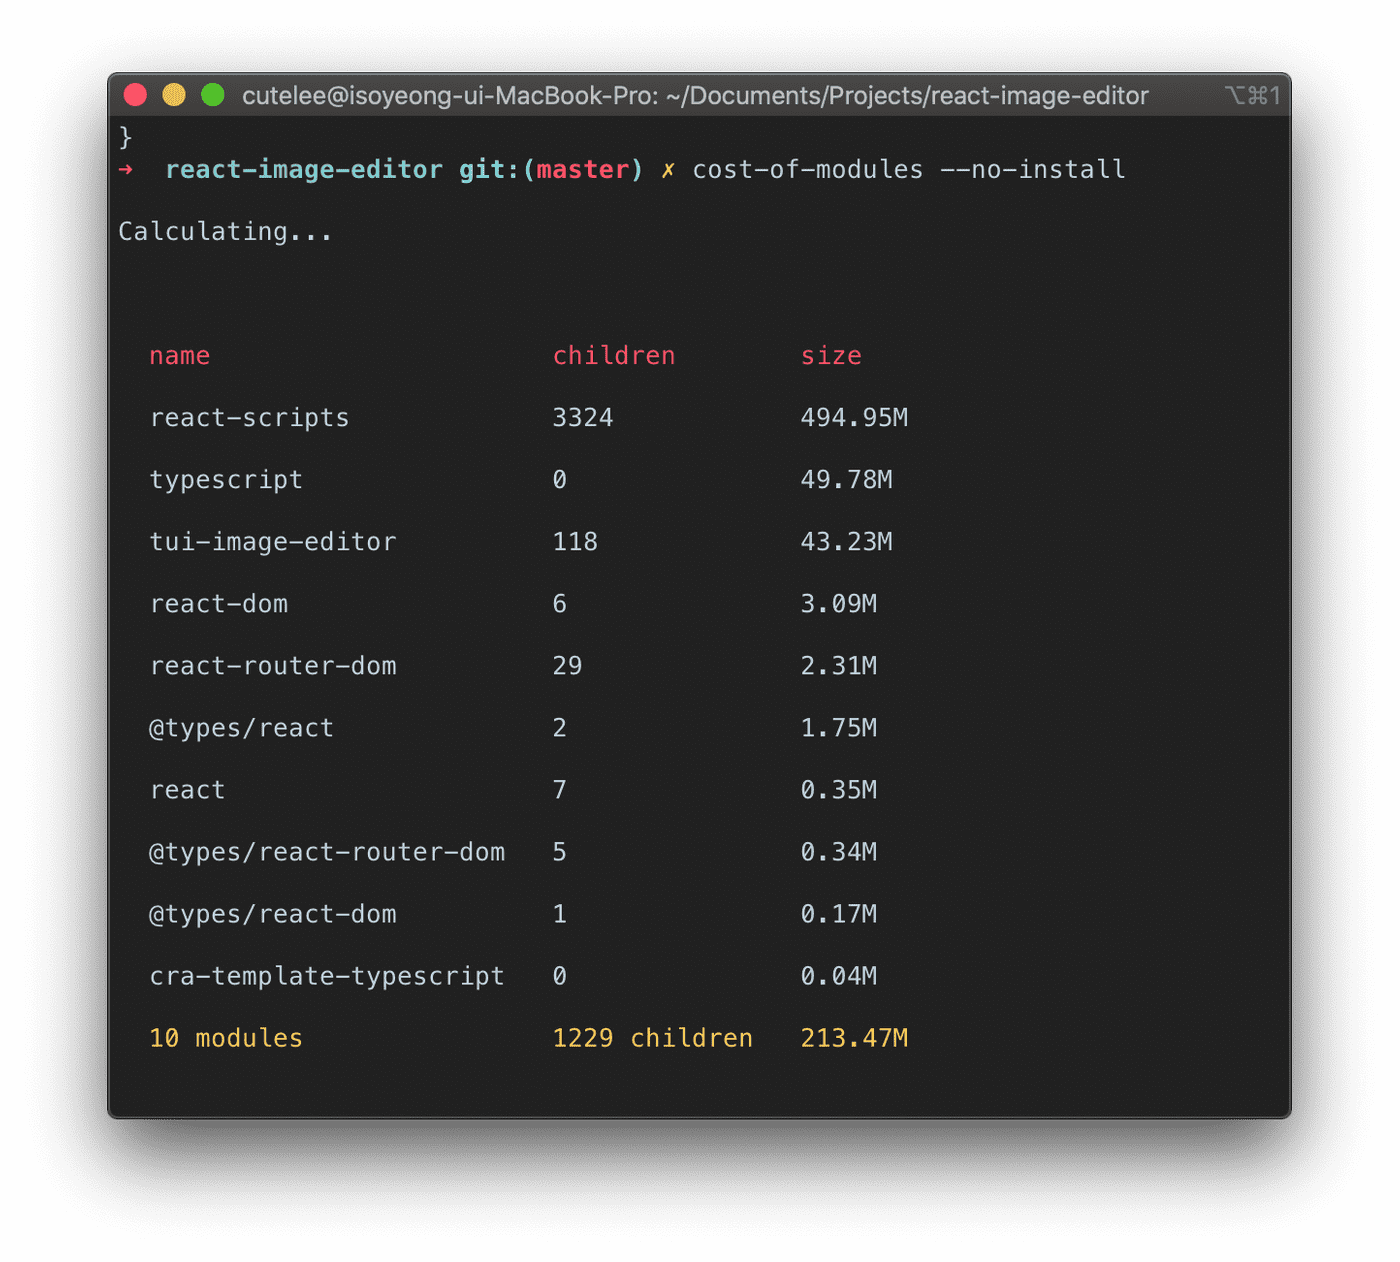 cutelee@isoyeong-ui-MacBook-Pro: ~/Documents/Projects/react-image-editor ⌥⌘1
}
➜ react-image-editor git:(master) ✗ cost-of-modules --no-install
Calculating...
name children size
react-scripts 3324 494.95M
typescript 0 49.78M
tui-image-editor 118 43.23M
react-dom 6 3.09M
react-router-dom 29 2.31M
@types/react 2 1.75M
react 7 0.35M
@types/react-router-dom 5 0.34M
@types/react-dom 1 0.17M
cra-template-typescript 0 0.04M
10 modules 1229 children 213.47M